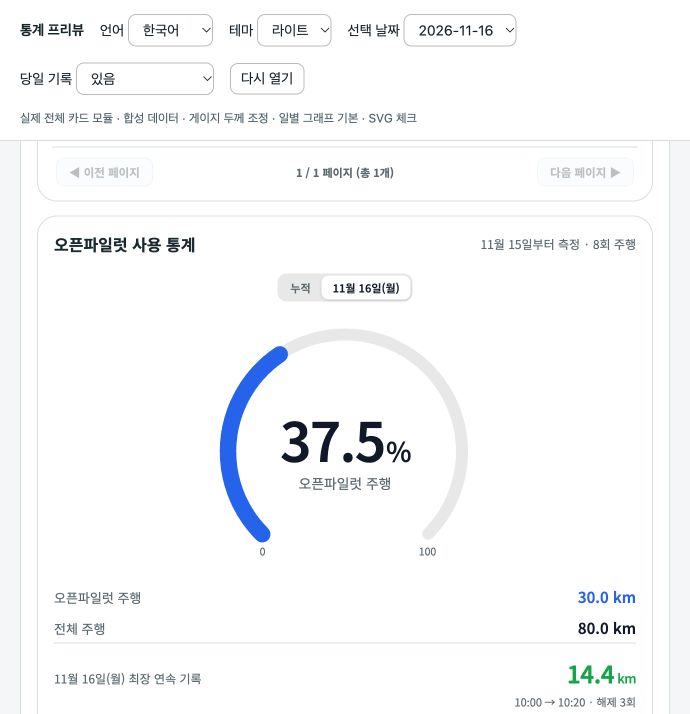 통계 프리뷰 언어 한국어 테마 라이트 선택 날짜 2026-11-16
당일 기록 있음 다시 열기
실제 전체 카드 모듈 · 합성 데이터 · 게이지 두께 조정 · 일별 그래프 기본 · SVG 체크
◀ 이전 페이지 1 / 1 페이지 (총 1개) 다음 페이지 ▶
오픈파일럿 사용 통계 11월 15일부터 측정 · 8회 주행
누적 11월 16일(월)
37.5%
오픈파일럿 주행
0 100
오픈파일럿 주행 30.0 km
전체 주행 80.0 km
11월 16일(월) 최장 연속 기록 14.4 km
10:00 → 10:20 · 해제 3회